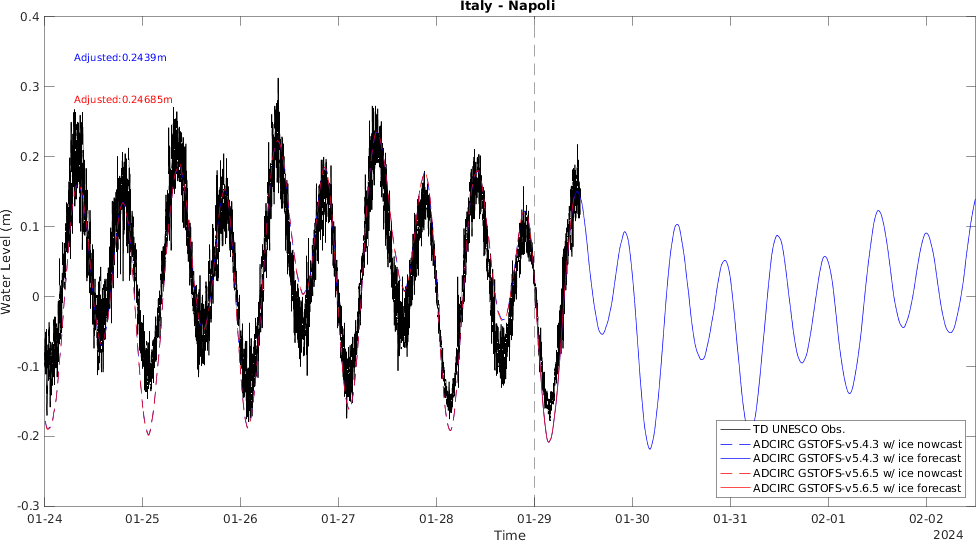 Italy - Napoli
0.4
Adjusted:0.2439m
0.3
Adjusted:0.24685m
0.2
0.1
0
-0.1
-0.2
-0.3
Water Level (m)
TD UNESCO Obs.
ADCIRC GSTOFS-v5.4.3 w/ ice nowcast
ADCIRC GSTOFS-v5.4.3 w/ ice forecast
ADCIRC GSTOFS-v5.6.5 w/ ice nowcast
ADCIRC GSTOFS-v5.6.5 w/ ice forecast
01-24 01-25 01-26 01-27 01-28 01-29 01-30 01-31 02-01 02-02
Time
2024